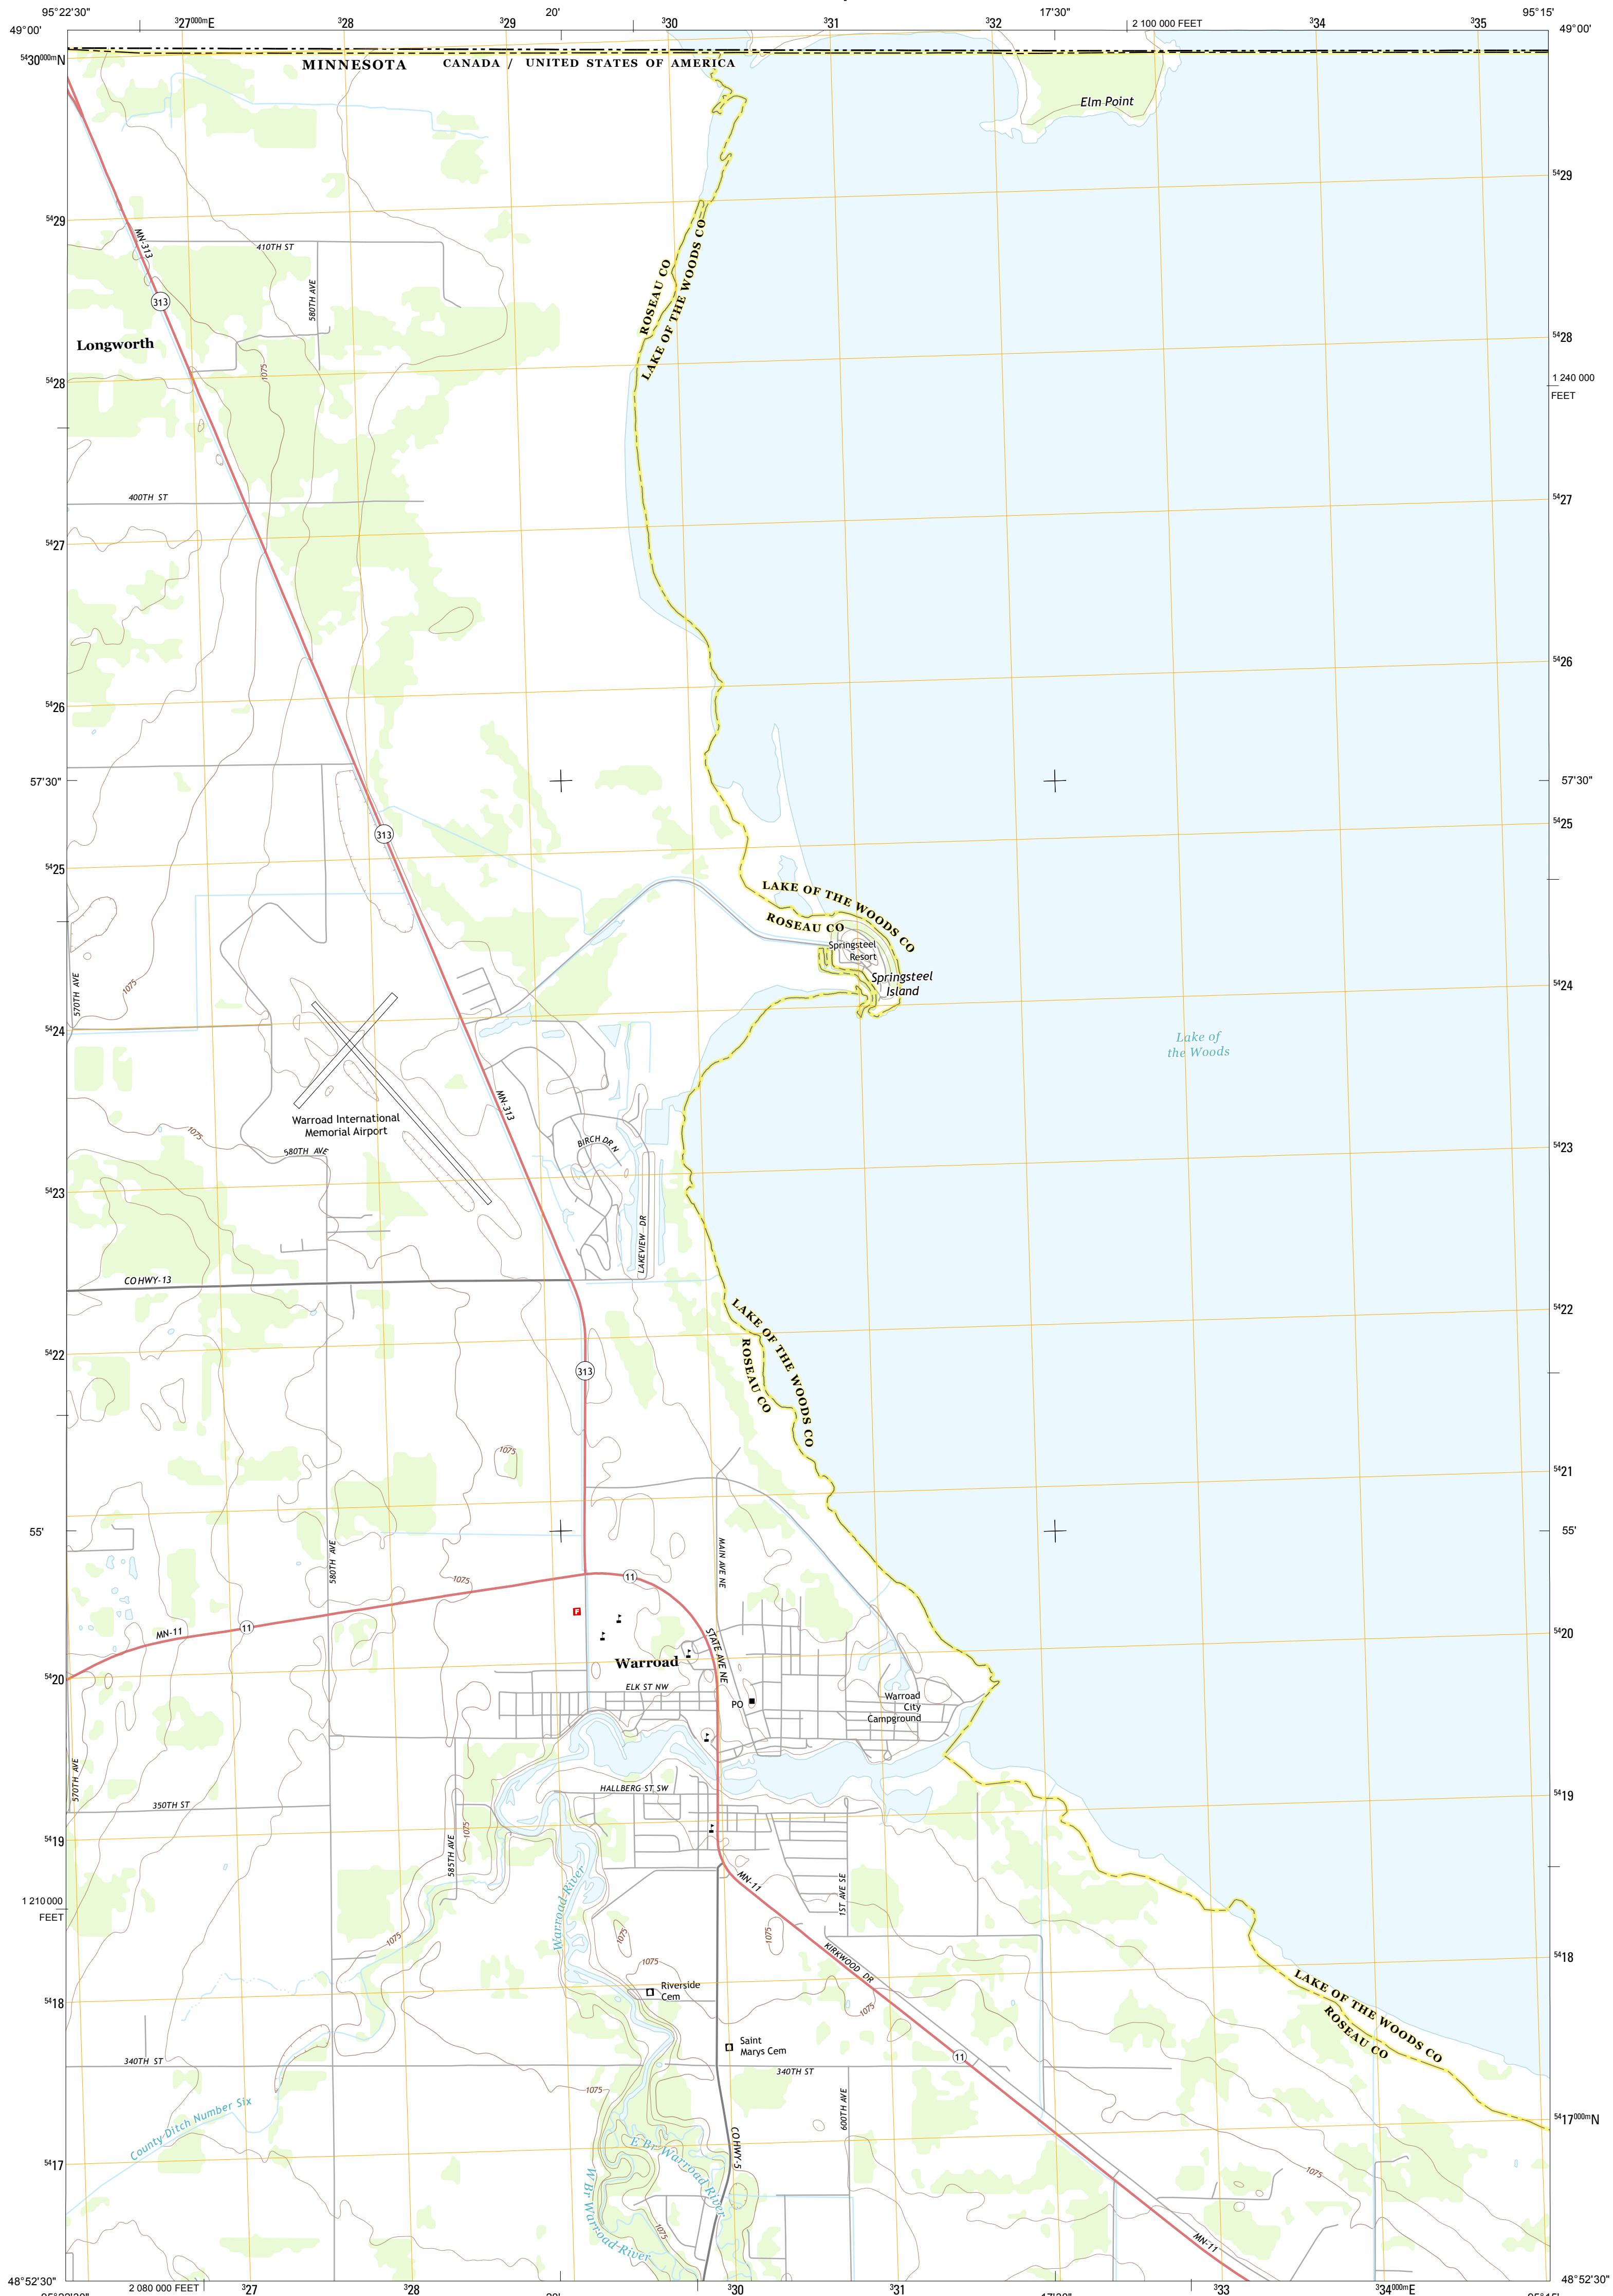 95°22'30"
³27⁰⁰⁰ᵐE
³28
³29
20'
³30
³31
³32
17'30"
2 100 000 FEET
³34
³35
95°15'
49°00'
49°00'
⁵⁴30⁰⁰⁰ᵐN
MINNESOTA
CANADA / UNITED STATES OF AMERICA
Elm Point
⁵⁴29
⁵⁴29
MN-313
410TH ST
ROSEAU CO
LAKE OF THE WOODS CO
580TH AVE
313
Longworth
⁵⁴28
1075
⁵⁴28
1 240 000
FEET
400TH ST
⁵⁴27
⁵⁴27
⁵⁴26
⁵⁴26
57'30"
57'30"
313
⁵⁴25
⁵⁴25
LAKE OF THE WOODS CO
ROSEAU CO
Springsteel
Resort
Springsteel
Island
570TH AVE
1075
⁵⁴24
⁵⁴24
Lake of
the Woods
MN-313
Warroad International
Memorial Airport
1075
580TH AVE
BIRCH DR N
⁵⁴23
⁵⁴23
LAKEVIEW DR
CO HWY-13
LAKE OF THE WOODS CO
ROSEAU CO
⁵⁴22
⁵⁴22
313
1075
⁵⁴21
55'
55'
MAIN AVE NE
580TH AVE
1075
11
F
MN-11
11
STATE AVE NE
⁵⁴20
⁵⁴20
Warroad
ELK ST NW
PO
Warroad
City
Campground
570TH AVE
HALLBERG ST SW
350TH ST
⁵⁴19
⁵⁴19
585TH AVE
1075
MN-11
1ST AVE SE
1 210 000
FEET
Warroad River
1075
1075
1075
1075
KIRKWOOD DR
⁵⁴18
⁵⁴18
Riverside
Cem
1075
LAKE OF THE WOODS CO
ROSEAU CO
Saint
Marys Cem
11
340TH ST
340TH ST
1075
600TH AVE
County Ditch Number Six
⁵⁴17⁰⁰⁰ᵐN
E Br Warroad River
CO HWY-5
⁵⁴17
1075
W Br Warroad River
1075
MN-11
48°52'30"
48°52'30"
2 080 000 FEET
³27
³28
³30
³31
³33
³34⁰⁰⁰ᵐE